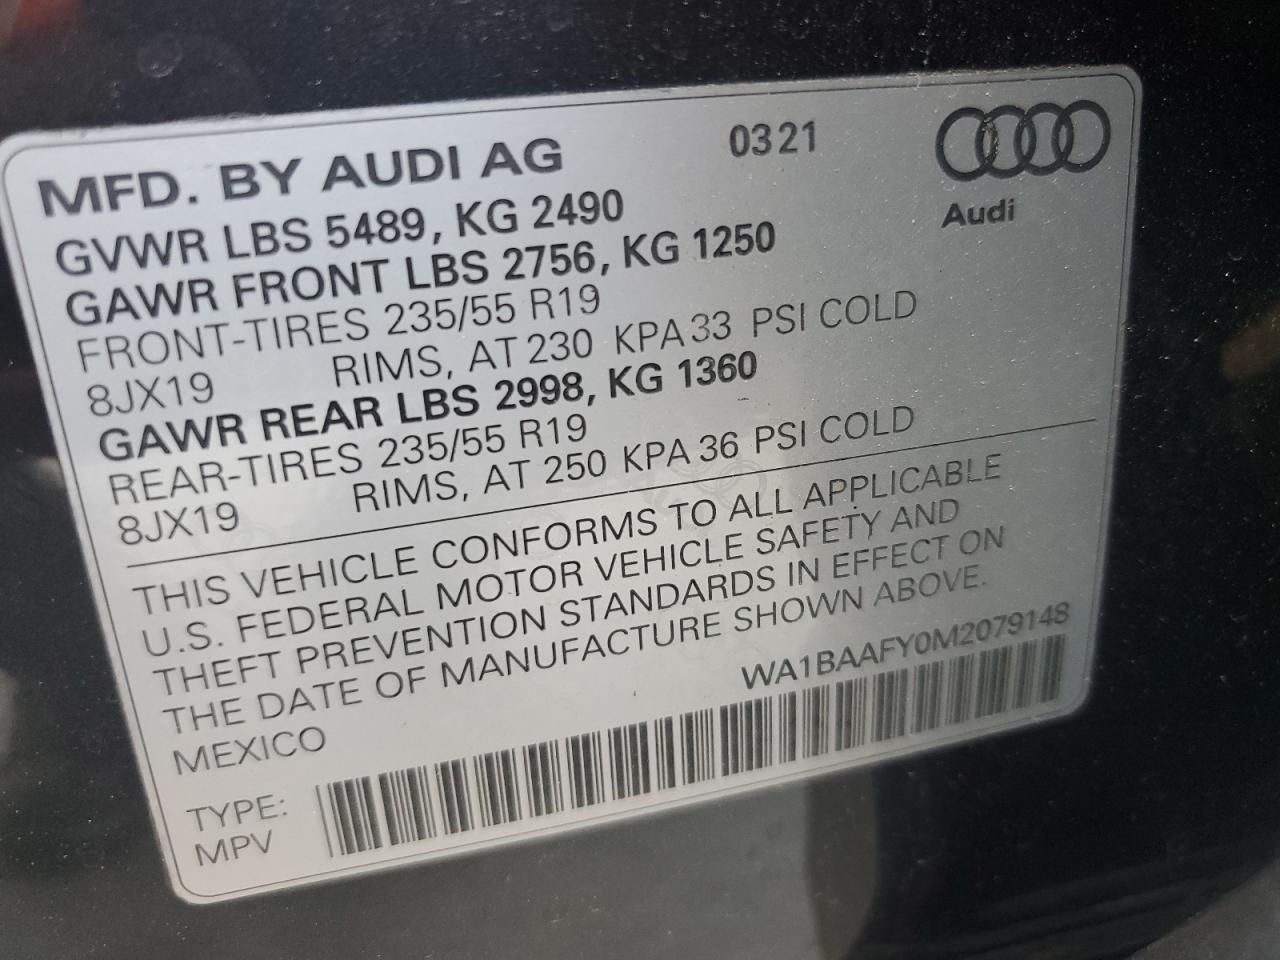 MFD. BY AUDI AG 0321
Audi
GVWR LBS 5489, KG 2490
GAWR FRONT LBS 2756, KG 1250
FRONT-TIRES 235/55 R19
8JX19 RIMS, AT 230 KPA 33 PSI COLD
GAWR REAR LBS 2998, KG 1360
REAR-TIRES 235/55 R19
8JX19 RIMS, AT 250 KPA 36 PSI COLD
THIS VEHICLE CONFORMS TO ALL APPLICABLE
U.S. FEDERAL MOTOR VEHICLE SAFETY AND
THEFT PREVENTION STANDARDS IN EFFECT ON
THE DATE OF MANUFACTURE SHOWN ABOVE.
MEXICO WA1BAAFY0M2079148
TYPE:
MPV